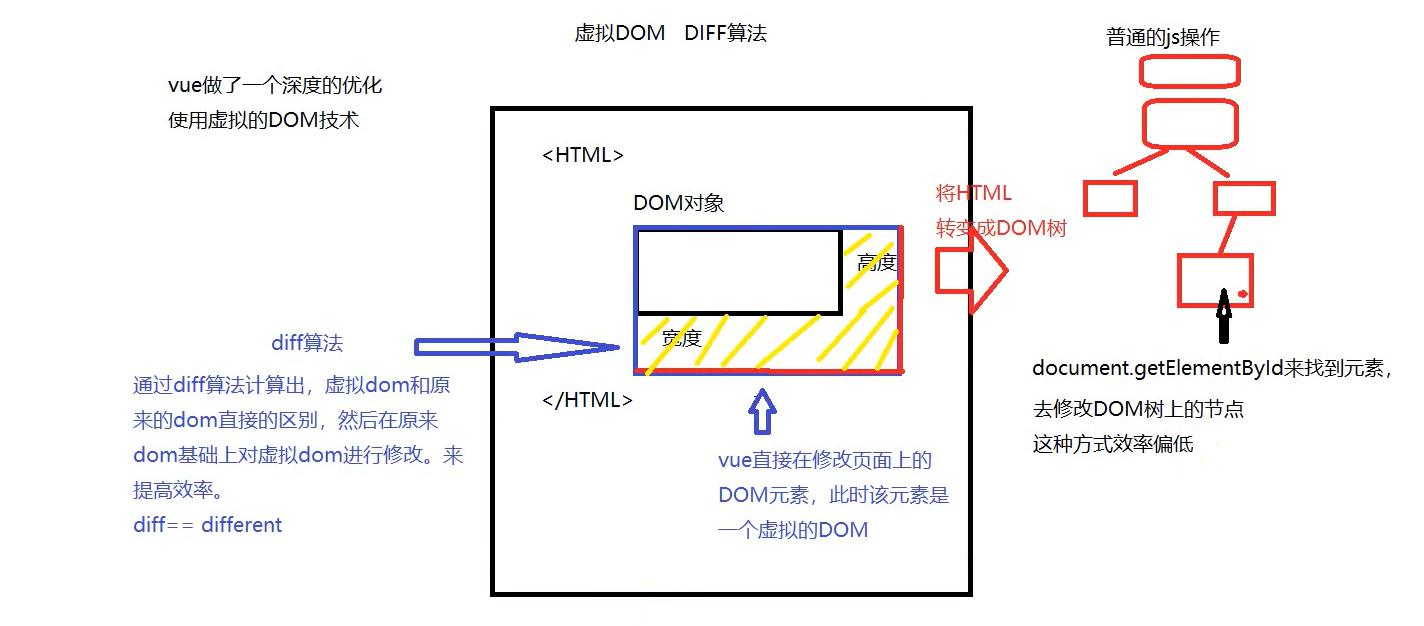 虚拟DOM DIFF算法
普通的js操作
vue做了一个深度的优化
使用虚拟的DOM技术
<HTML>
DOM对象
将HTML
转变成DOM树
高度
宽度
diff算法
通过diff算法计算出，虚拟dom和原
来的dom直接的区别，然后在原来
dom基础上对虚拟dom进行修改。来
提高效率。
diff== different
</HTML>
vue直接在修改页面上的
DOM元素，此时该元素是
一个虚拟的DOM
document.getElementById来找到元素，
去修改DOM树上的节点
这种方式效率偏低